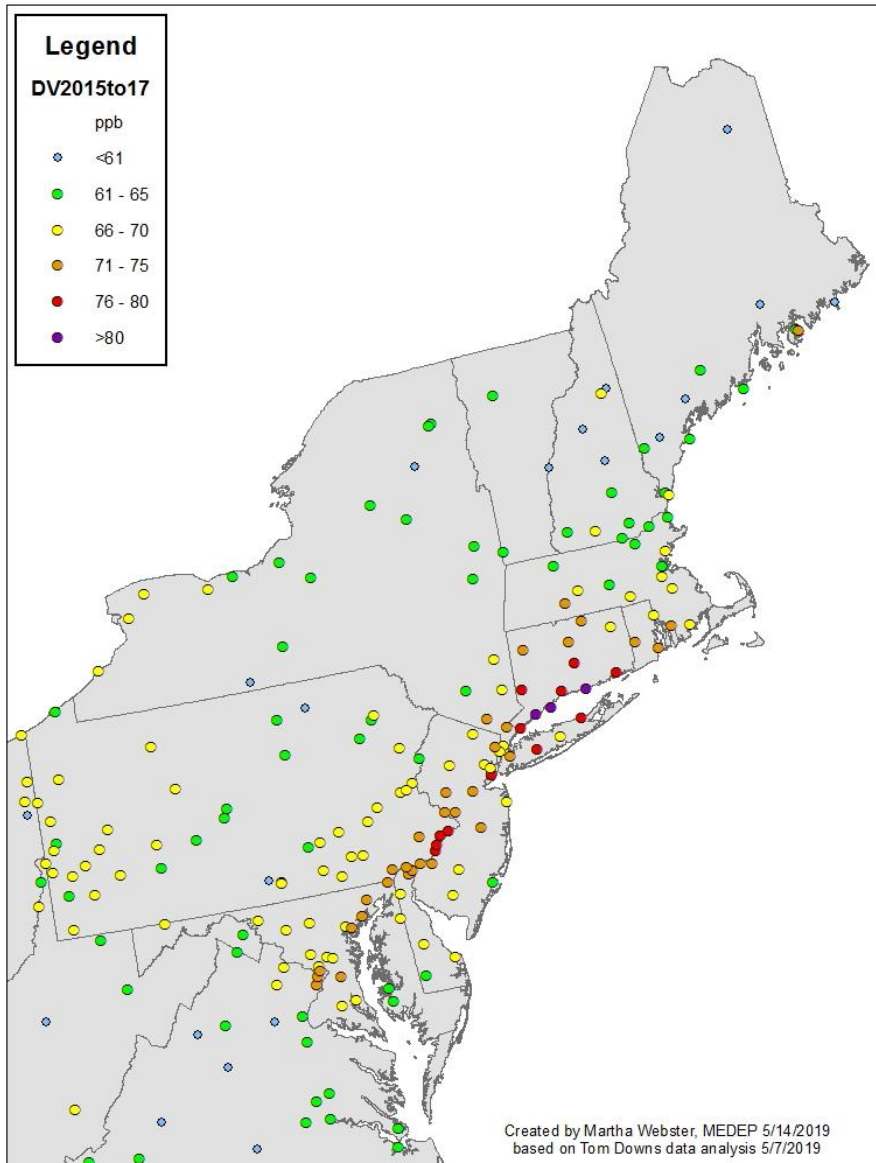 Legend
DV2015to17
ppb
<61
61 - 65
66 - 70
71 - 75
76 - 80
>80
Created by Martha Webster, MEDEP 5/14/2019
based on Tom Downs data analysis 5/7/2019